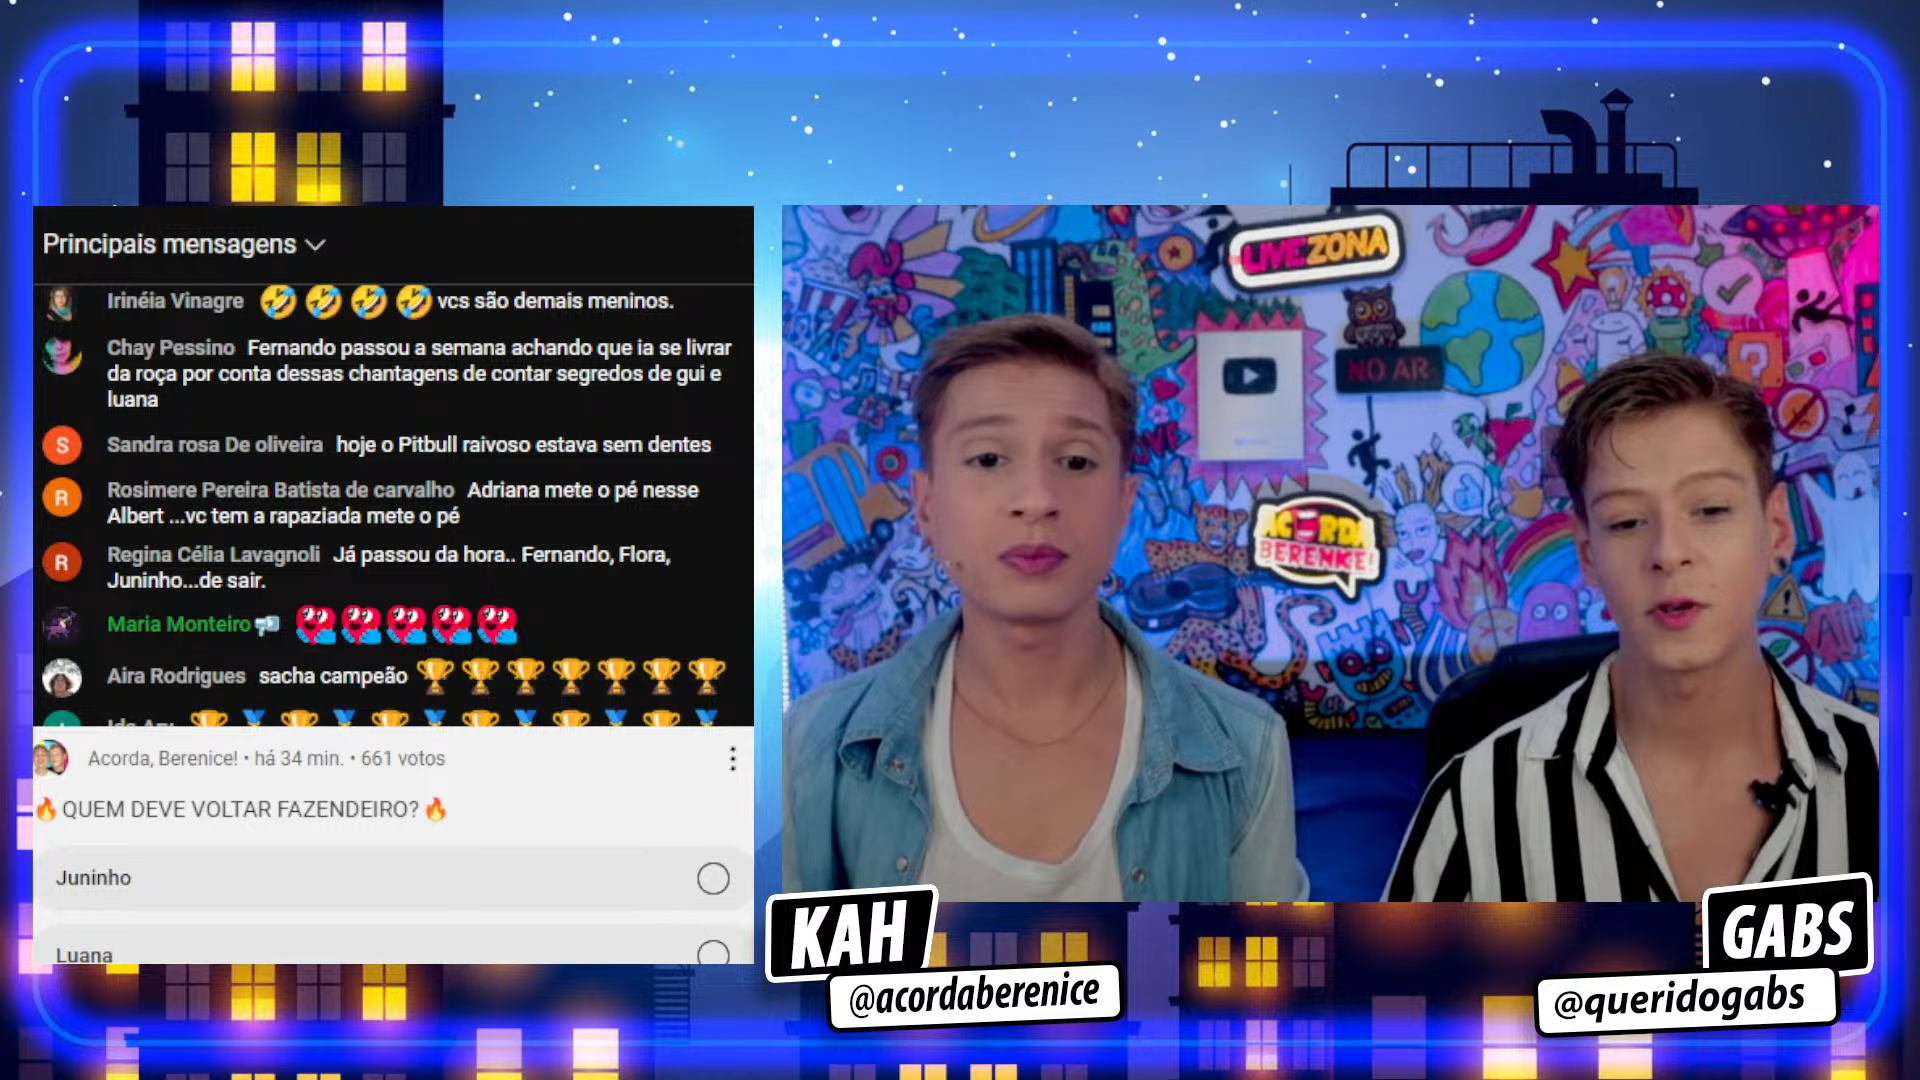 Principais mensagens
Irinéia Vinagre 🤣🤣🤣🤣 vcs são demais meninos.
Chay Pessino Fernando passou a semana achando que ia se livrar
da roça por conta dessas chantagens de contar segredos de gui e
luana
S Sandra rosa De oliveira hoje o Pitbull raivoso estava sem dentes
R Rosimere Pereira Batista de carvalho Adriana mete o pé nesse
Albert ...vc tem a rapaziada mete o pé
R Regina Célia Lavagnoli Já passou da hora.. Fernando, Flora,
Juninho...de sair.
Maria Monteiro
Aira Rodrigues sacha campeão 🏆🏆🏆🏆🏆🏆🏆
Acorda, Berenice! • há 34 min. • 661 votos
🔥 QUEM DEVE VOLTAR FAZENDEIRO? 🔥
Juninho
Luana
LIVEZONA
NO AR
ACORDA
BERENICE!
KAH
@acordaberenice
GABS
@queridogabs